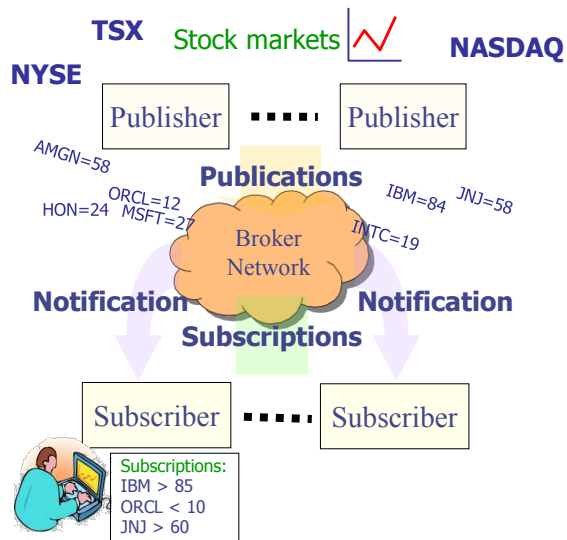 TSX
Stock markets
NASDAQ
NYSE
Publisher
Publisher
AMGN=58
Publications
ORCL=12
IBM=84
JNJ=58
HON=24
MSFT=27
INTC=19
Broker
Network
Notification
Notification
Subscriptions
Subscriber
Subscriber
Subscriptions:
IBM > 85
ORCL < 10
JNJ > 60